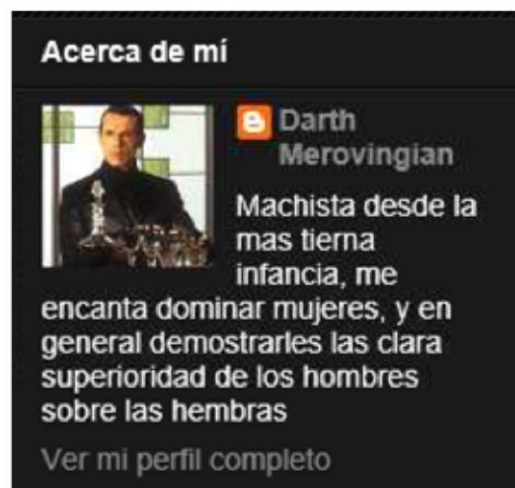 Acerca de mí
Darth
Merovingian
Machista desde la
mas tierna
infancia, me
encanta dominar mujeres, y en
general demostrarles las clara
superioridad de los hombres
sobre las hembras
Ver mi perfil completo